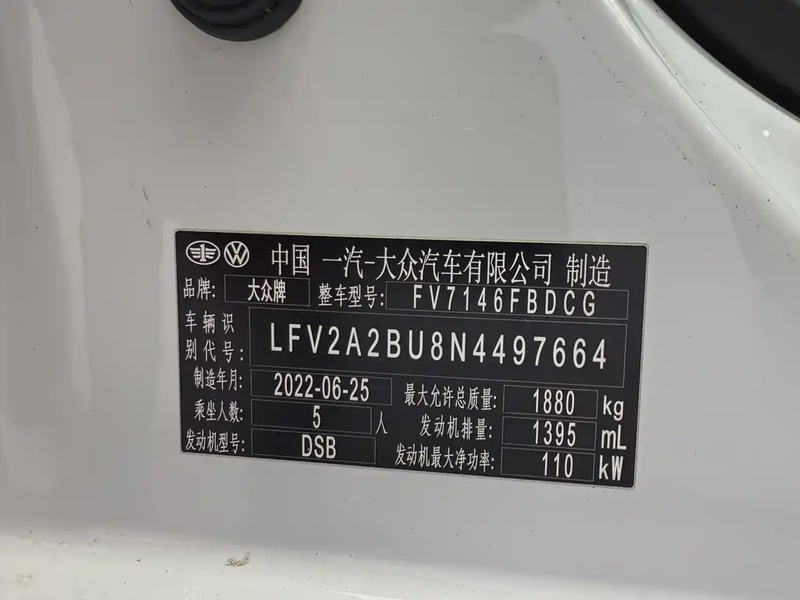 中国 一汽-大众汽车有限公司 制造
品牌: 大众牌 整车型号: FV7146FBDCG
车辆识别代号: LFV2A2BU8N4497664
制造年月: 2022-06-25 最大允许总质量: 1880 kg
乘坐人数: 5 人 发动机排量: 1395 mL
发动机型号: DSB 发动机最大净功率: 110 kW